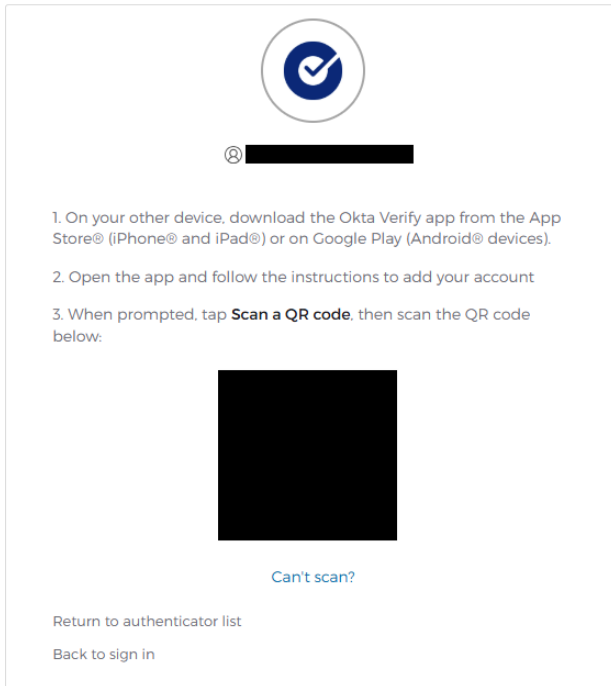 1. On your other device, download the Okta Verify app from the App
Store® (iPhone® and iPad®) or on Google Play (Android® devices).
2. Open the app and follow the instructions to add your account
3. When prompted, tap Scan a QR code, then scan the QR code
below:
Can't scan?
Return to authenticator list
Back to sign in